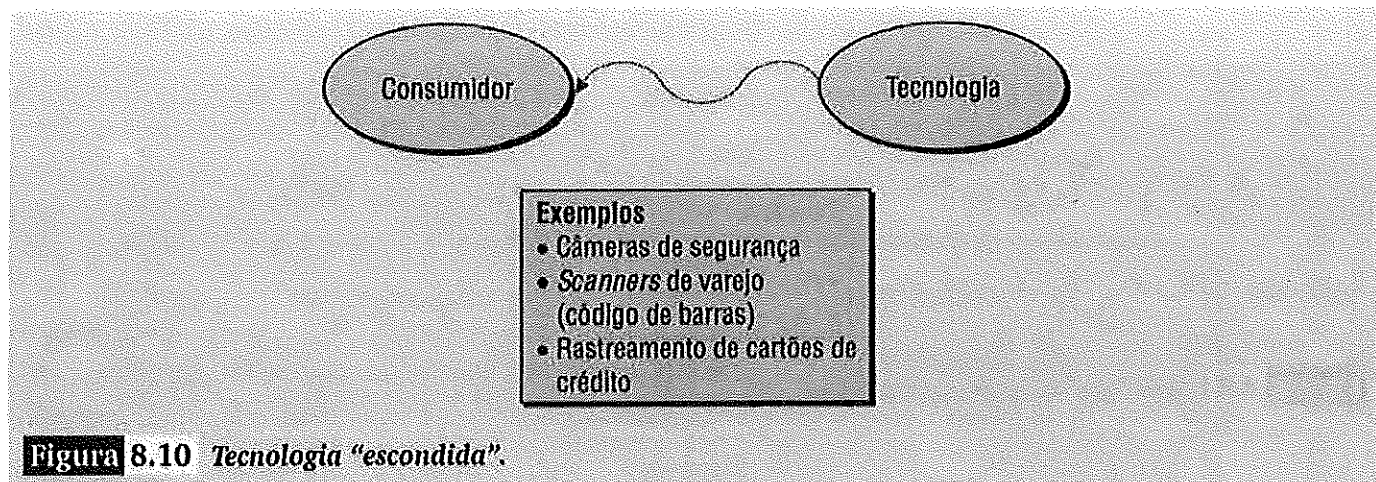 Consumidor
Tecnologia
Exemplos
• Câmeras de segurança
• Scanners de varejo
(código de barras)
• Rastreamento de cartões de
crédito
Figura 8.10 Tecnologia “escondida”.